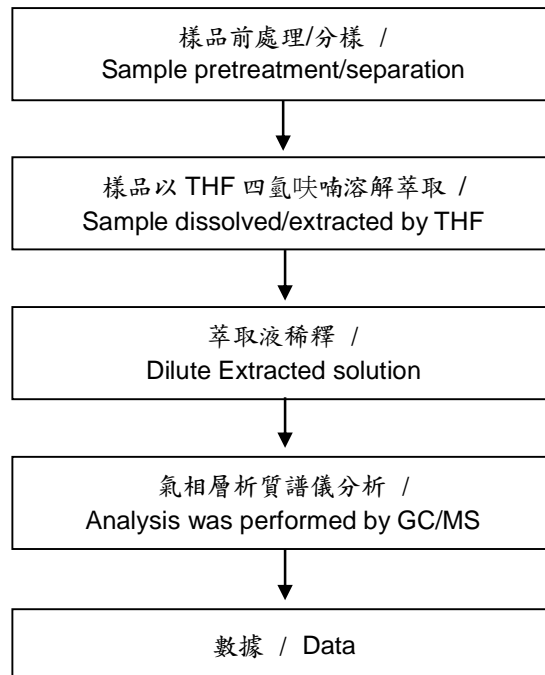 樣品前處理/分樣 /
Sample pretreatment/separation
樣品以 THF 四氫呋喃溶解萃取 /
Sample dissolved/extracted by THF
萃取液稀釋 /
Dilute Extracted solution
氣相層析質譜儀分析 /
Analysis was performed by GC/MS
數據 / Data